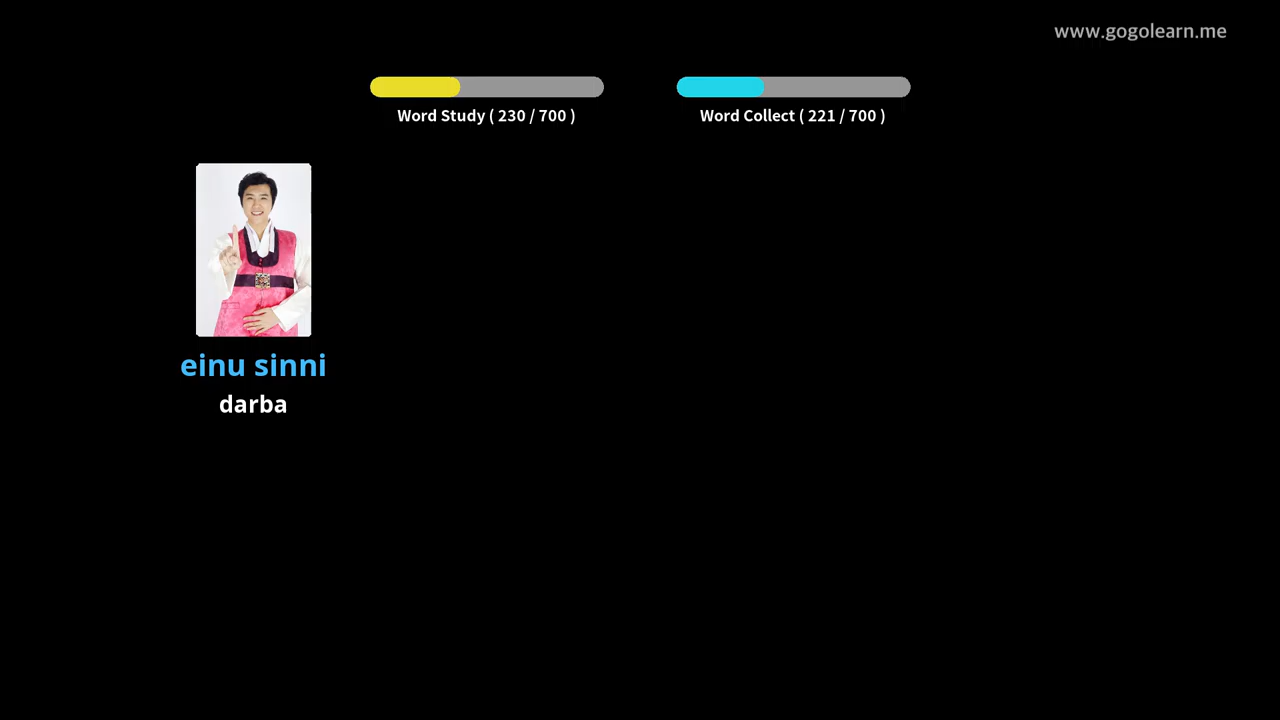 www.gogolearn.me
Word Study ( 230 / 700 )
Word Collect ( 221 / 700 )
einu sinni
darba